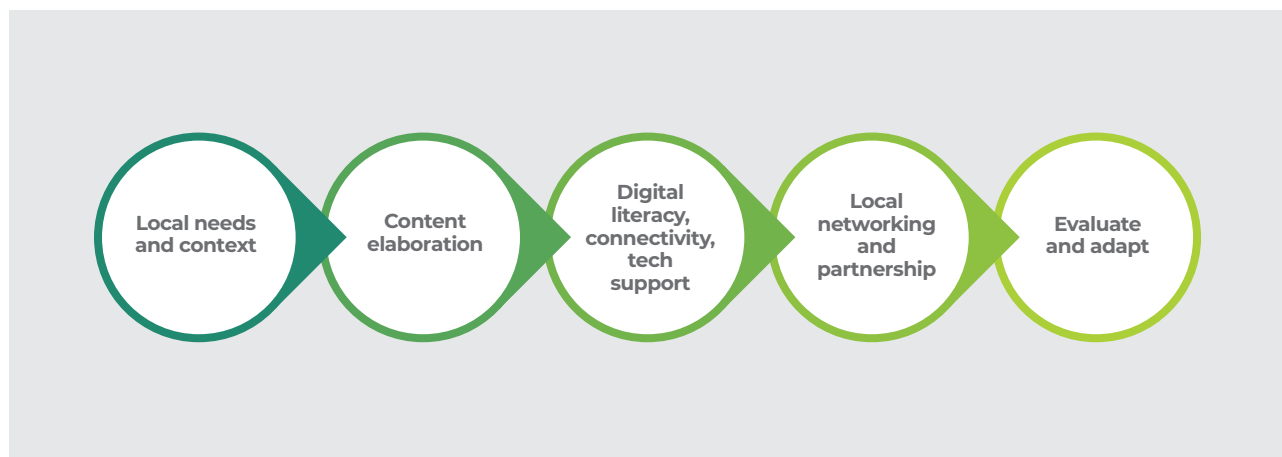 Local needs
and context
Content
elaboration
Digital
literacy,
connectivity,
tech
support
Local
networking
and
partnership
Evaluate
and adapt